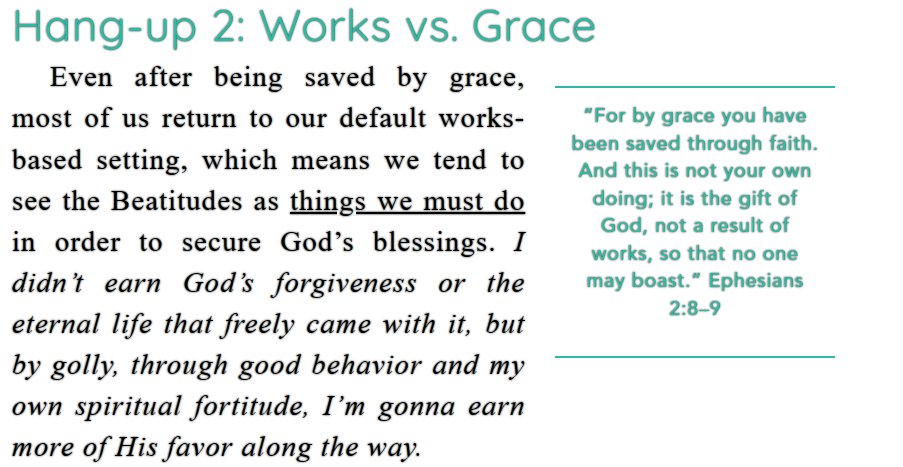 Hang-up 2: Works vs. Grace
Even after being saved by grace,
most of us return to our default works-
based setting, which means we tend to
see the Beatitudes as things we must do
in order to secure God's blessings. I
didn't earn God's forgiveness or the
eternal life that freely came with it, but
by golly, through good behavior and my
own spiritual fortitude, I'm gonna earn
more of His favor along the way.
"For by grace you have
been saved through faith.
And this is not your own
doing; it is the gift of
God, not a result of
works, so that no one
may boast." Ephesians
2:8–9